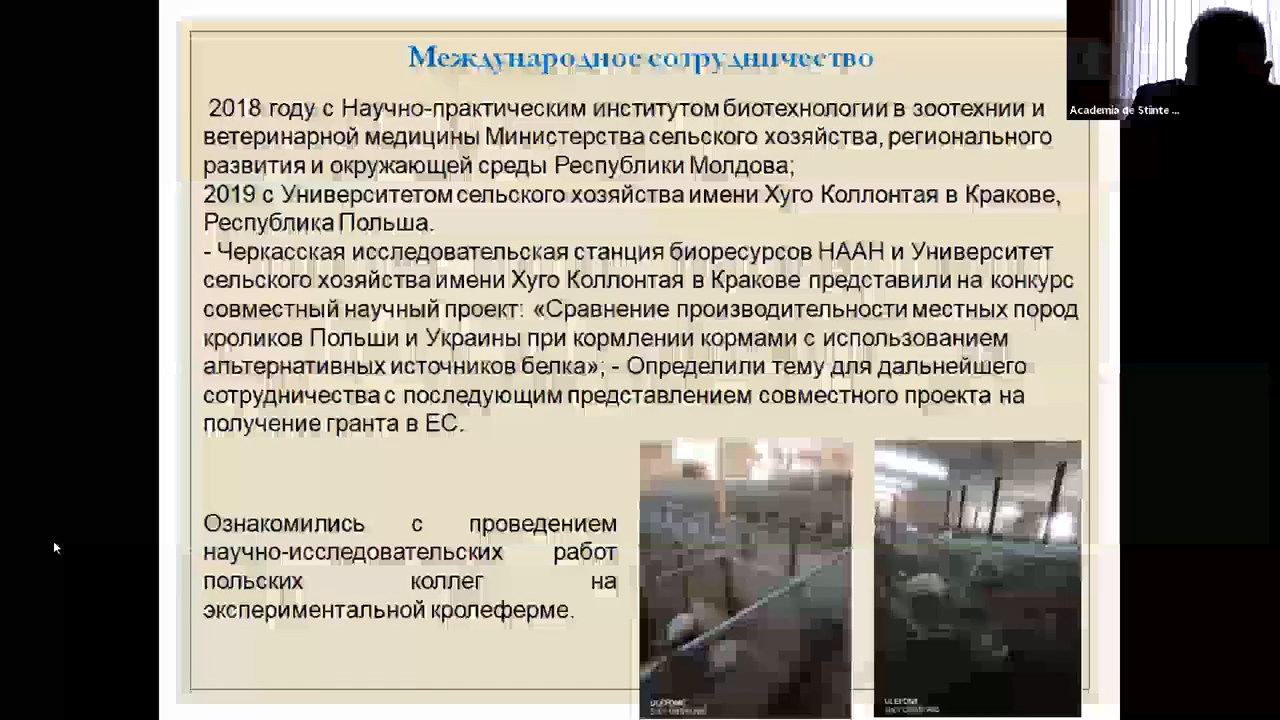 Международное сотрудничество
Academia de Stinte ...
2018 году с Научно-практическим институтом биотехнологии в зоотехнии и
ветеринарной медицины Министерства сельского хозяйства, регионального
развития и окружающей среды Республики Молдова;
2019 с Университетом сельского хозяйства имени Хуго Коллонтая в Кракове,
Республика Польша.
- Черкасская исследовательская станция биоресурсов НААН и Университет
сельского хозяйства имени Хуго Коллонтая в Кракове представили на конкурс
совместный научный проект: «Сравнение производительности местных пород
кроликов Польши и Украины при кормлении кормами с использованием
альтернативных источников белка»; - Определили тему для дальнейшего
сотрудничества с последующим представлением совместного проекта на
получение гранта в ЕС.
Ознакомились с проведением
научно-исследовательских работ
польских коллег на
экспериментальной кролеферме.
ULEFONE
ULEFONE